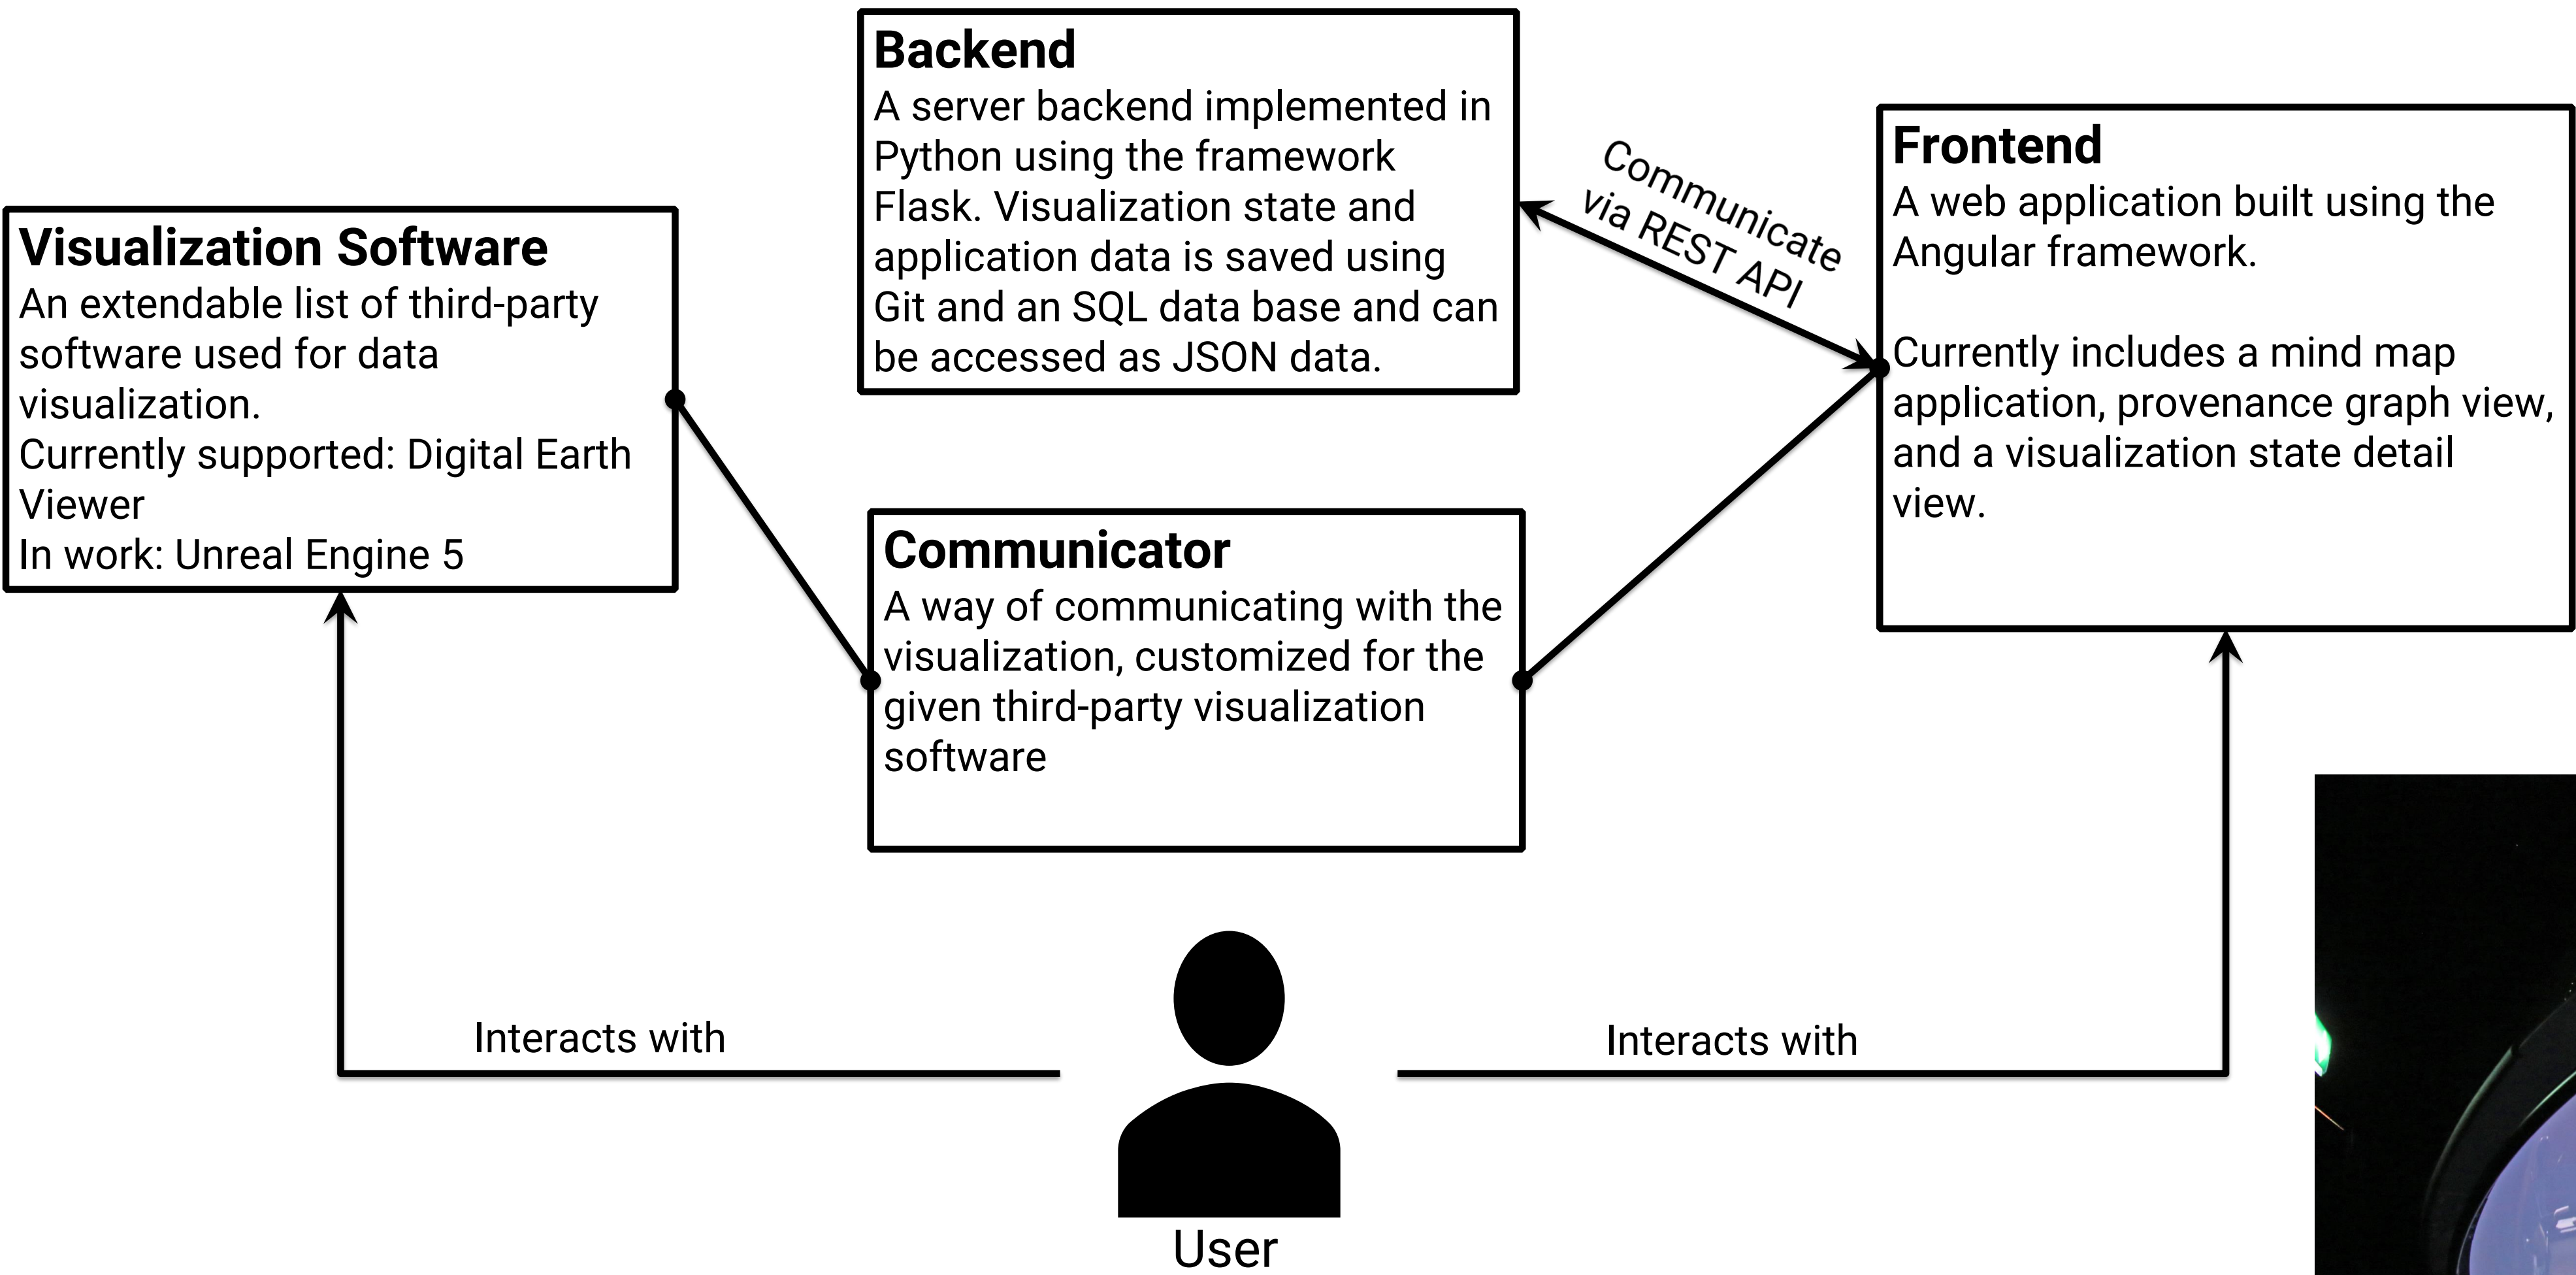 Backend
A server backend implemented in
Python using the framework
Flask. Visualization state and
application data is saved using
Git and an SQL data base and can
be accessed as JSON data.
Communicate
via REST API
Frontend
A web application built using the
Angular framework.
Currently includes a mind map
application, provenance graph view,
and a visualization state detail
view.
Visualization Software
An extendable list of third-party
software used for data
visualization.
Currently supported: Digital Earth
Viewer
In work: Unreal Engine 5
Communicator
A way of communicating with the
visualization, customized for the
given third-party visualization
software
Interacts with
Interacts with
User